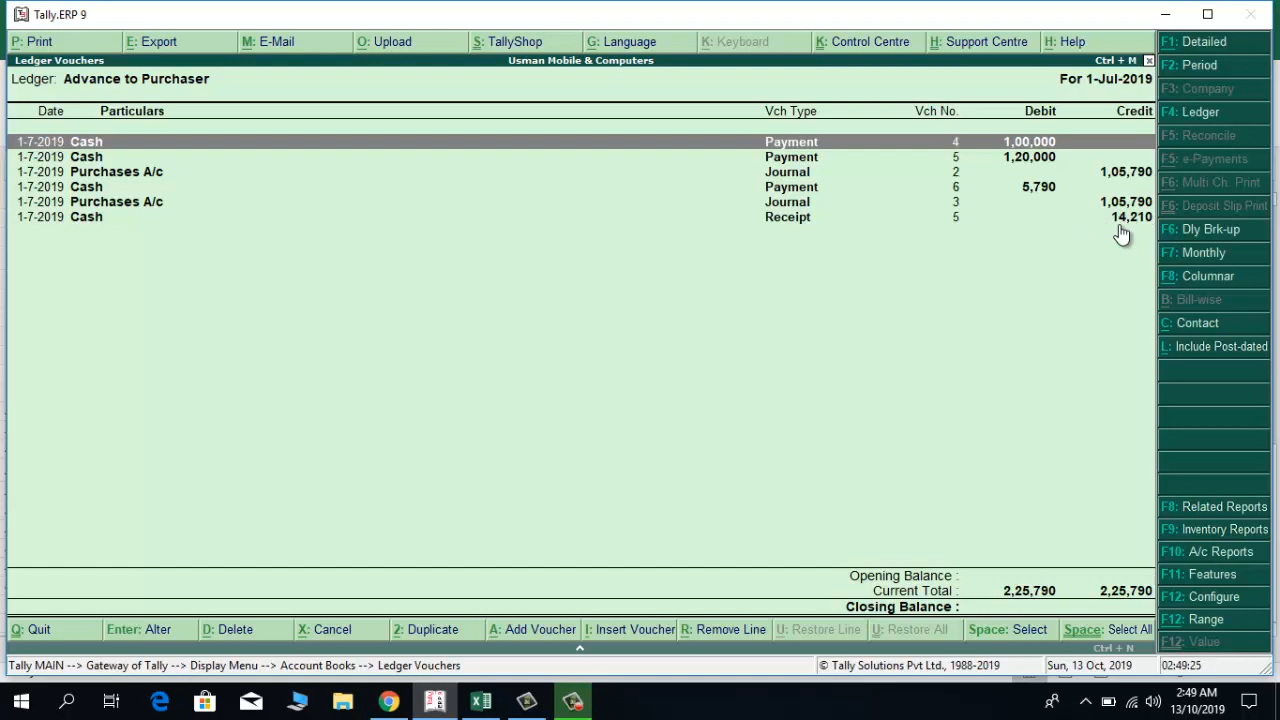 Tally.ERP 9
P: Print E: Export M: E-Mail O: Upload S: TallyShop G: Language K: Keyboard K: Control Centre H: Support Centre H: Help
Ledger Vouchers Usman Mobile & Computers Ctrl + M
Ledger: Advance to Purchaser For 1-Jul-2019
Date Particulars Vch Type Vch No. Debit Credit
1-7-2019 Cash Payment 4 1,00,000
1-7-2019 Cash Payment 5 1,20,000
1-7-2019 Purchases A/c Journal 2 1,05,790
1-7-2019 Cash Payment 6 5,790
1-7-2019 Purchases A/c Journal 3 1,05,790
1-7-2019 Cash Receipt 5 14,210
Opening Balance :
Current Total : 2,25,790 2,25,790
Closing Balance :
Q: Quit Enter: Alter D: Delete X: Cancel 2: Duplicate A: Add Voucher I: Insert Voucher R: Remove Line U: Restore Line U: Restore All Space: Select Space: Select All
Ctrl + N
Tally MAIN --> Gateway of Tally --> Display Menu --> Account Books --> Ledger Vouchers © Tally Solutions Pvt Ltd., 1988-2019 Sun, 13 Oct, 2019 02:49:25
F1: Detailed
F2: Period
F3: Company
F4: Ledger
F5: Reconcile
F5: e-Payments
F6: Multi Ch. Print
F6: Deposit Slip Print
F6: Dly Brk-up
F7: Monthly
F8: Columnar
B: Bill-wise
C: Contact
L: Include Post-dated
F8: Related Reports
F9: Inventory Reports
F10: A/c Reports
F11: Features
F12: Configure
F12: Range
F12: Value
2:49 AM
13/10/2019